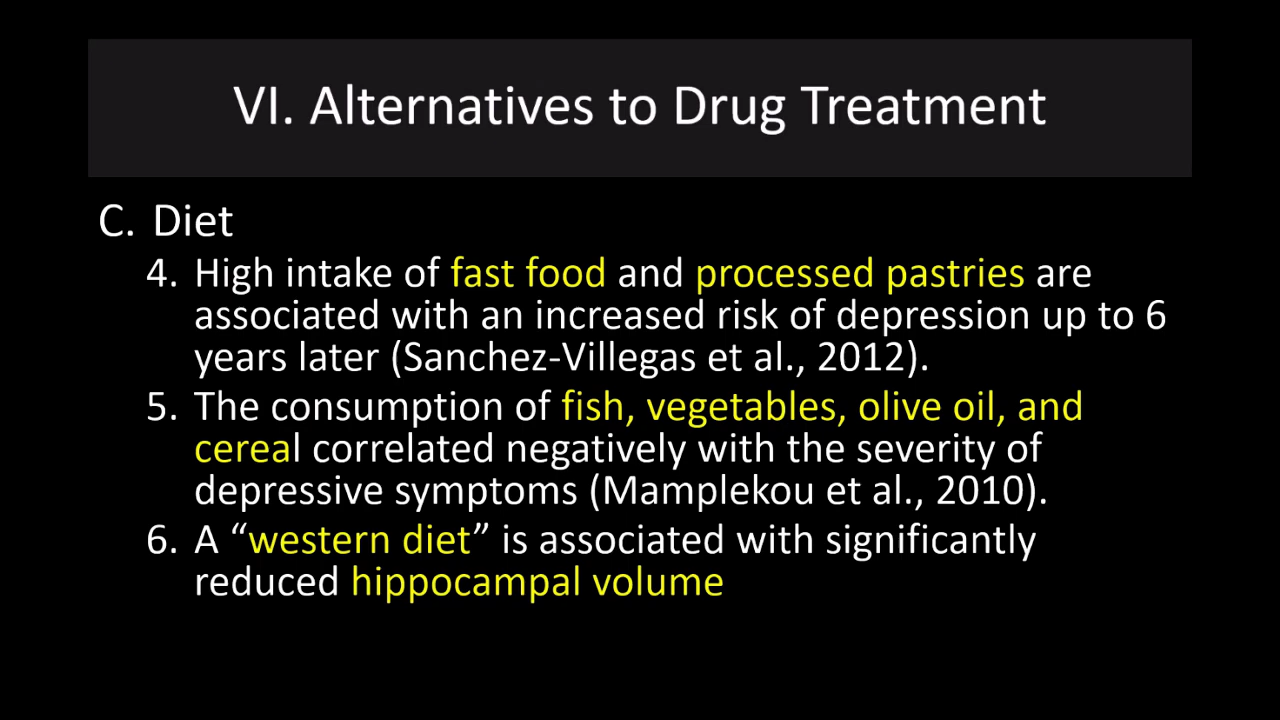 VI. Alternatives to Drug Treatment
C. Diet
4. High intake of fast food and processed pastries are
associated with an increased risk of depression up to 6
years later (Sanchez-Villegas et al., 2012).
5. The consumption of fish, vegetables, olive oil, and
cereal correlated negatively with the severity of
depressive symptoms (Mamplekou et al., 2010).
6. A “western diet” is associated with significantly
reduced hippocampal volume